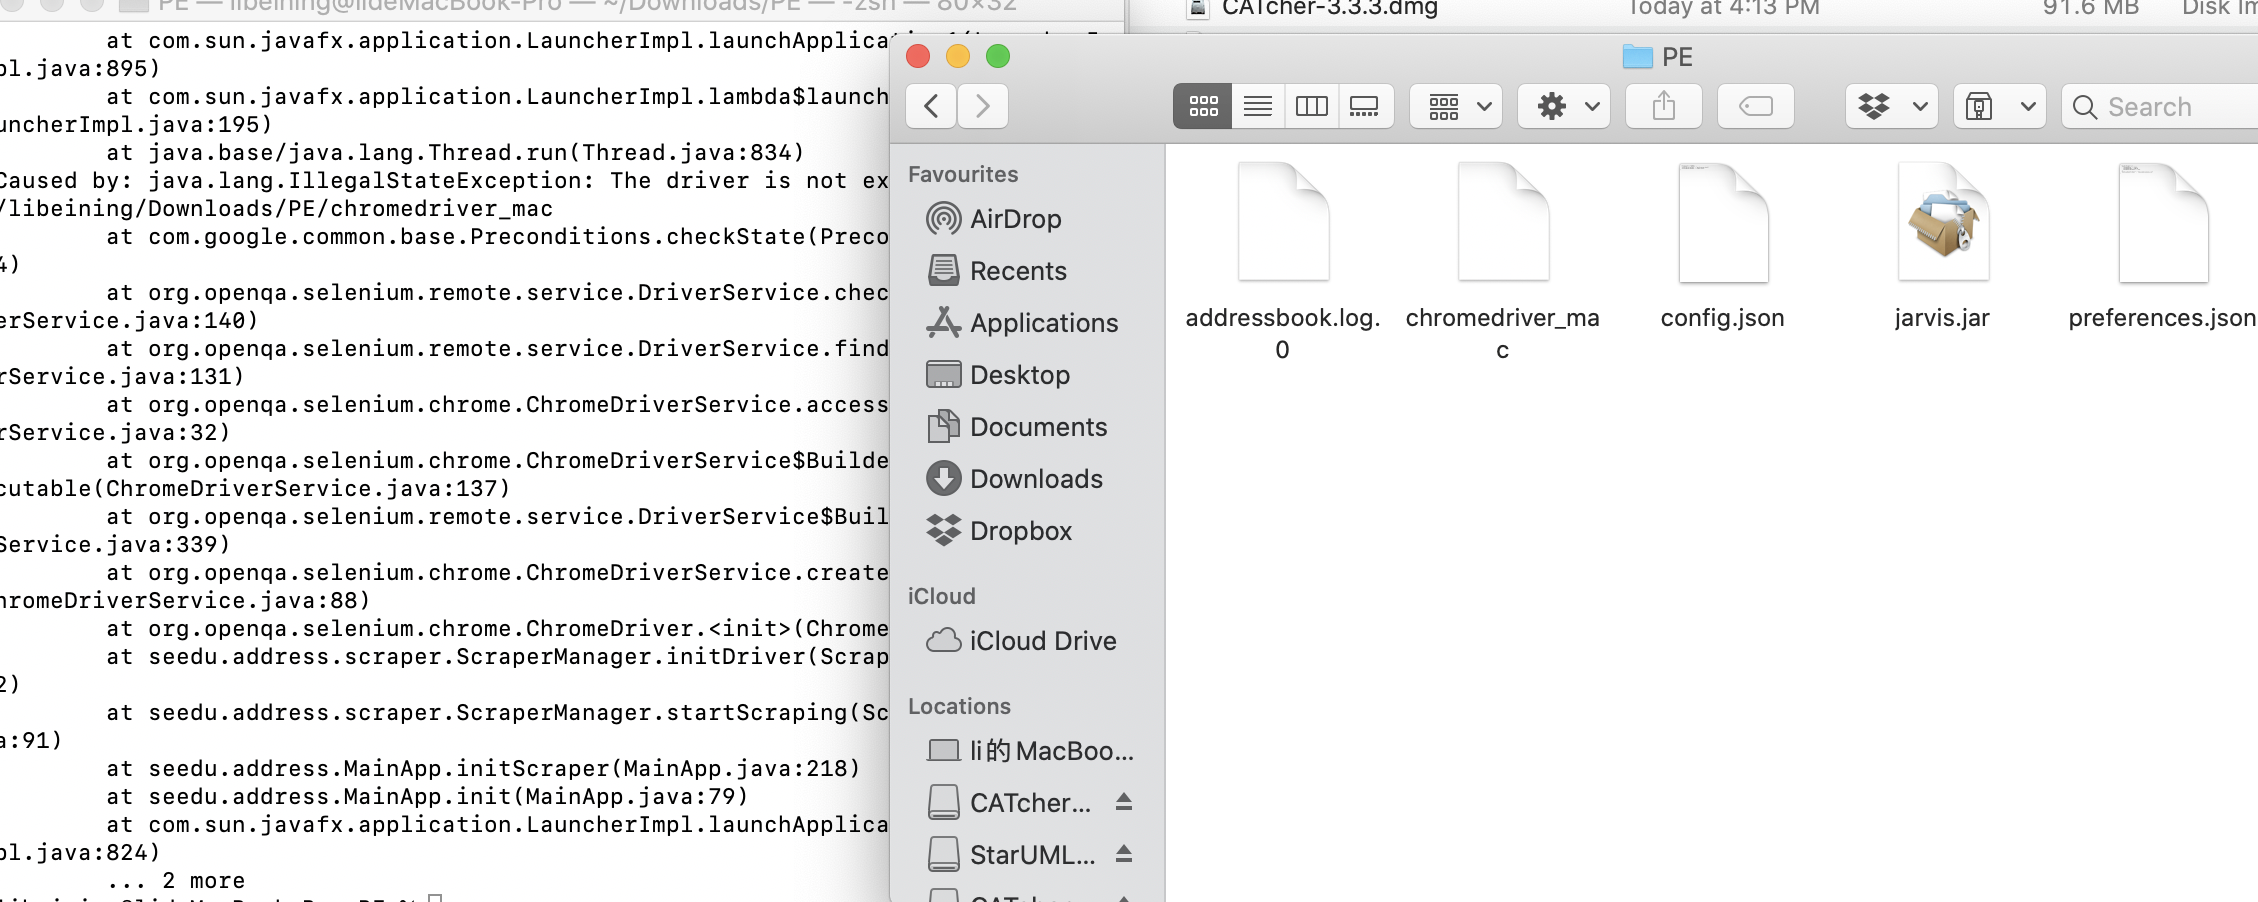 PE — libeining@lideMacBook-Pro — ~/Downloads/PE — -zsh — 80×32
at com.sun.javafx.application.LauncherImpl.launchApplicatio
pl.java:895)
at com.sun.javafx.application.LauncherImpl.lambda$launch
uncherImpl.java:195)
at java.base/java.lang.Thread.run(Thread.java:834)
Caused by: java.lang.IllegalStateException: The driver is not ex
/libeining/Downloads/PE/chromedriver_mac
at com.google.common.base.Preconditions.checkState(Preco
4)
at org.openqa.selenium.remote.service.DriverService.chec
erService.java:140)
at org.openqa.selenium.remote.service.DriverService.find
rService.java:131)
at org.openqa.selenium.chrome.ChromeDriverService.access
rService.java:32)
at org.openqa.selenium.chrome.ChromeDriverService$Builde
cutable(ChromeDriverService.java:137)
at org.openqa.selenium.remote.service.DriverService$Buil
Service.java:339)
at org.openqa.selenium.chrome.ChromeDriverService.create
hromeDriverService.java:88)
at org.openqa.selenium.chrome.ChromeDriver.<init>(Chrome
at seedu.address.scraper.ScraperManager.initDriver(Scrap
2)
at seedu.address.scraper.ScraperManager.startScraping(Sc
a:91)
at seedu.address.MainApp.initScraper(MainApp.java:218)
at seedu.address.MainApp.init(MainApp.java:79)
at com.sun.javafx.application.LauncherImpl.launchApplica
pl.java:824)
... 2 more
CATcher-3.3.3.dmg Today at 4:13 PM 91.6 MB Disk Im
PE
Search
Favourites
AirDrop
Recents
Applications
Desktop
Documents
Downloads
Dropbox
iCloud
iCloud Drive
Locations
li的MacBoo...
CATcher...
StarUML...
addressbook.log.
0
chromedriver_ma
c
config.json
jarvis.jar
preferences.json